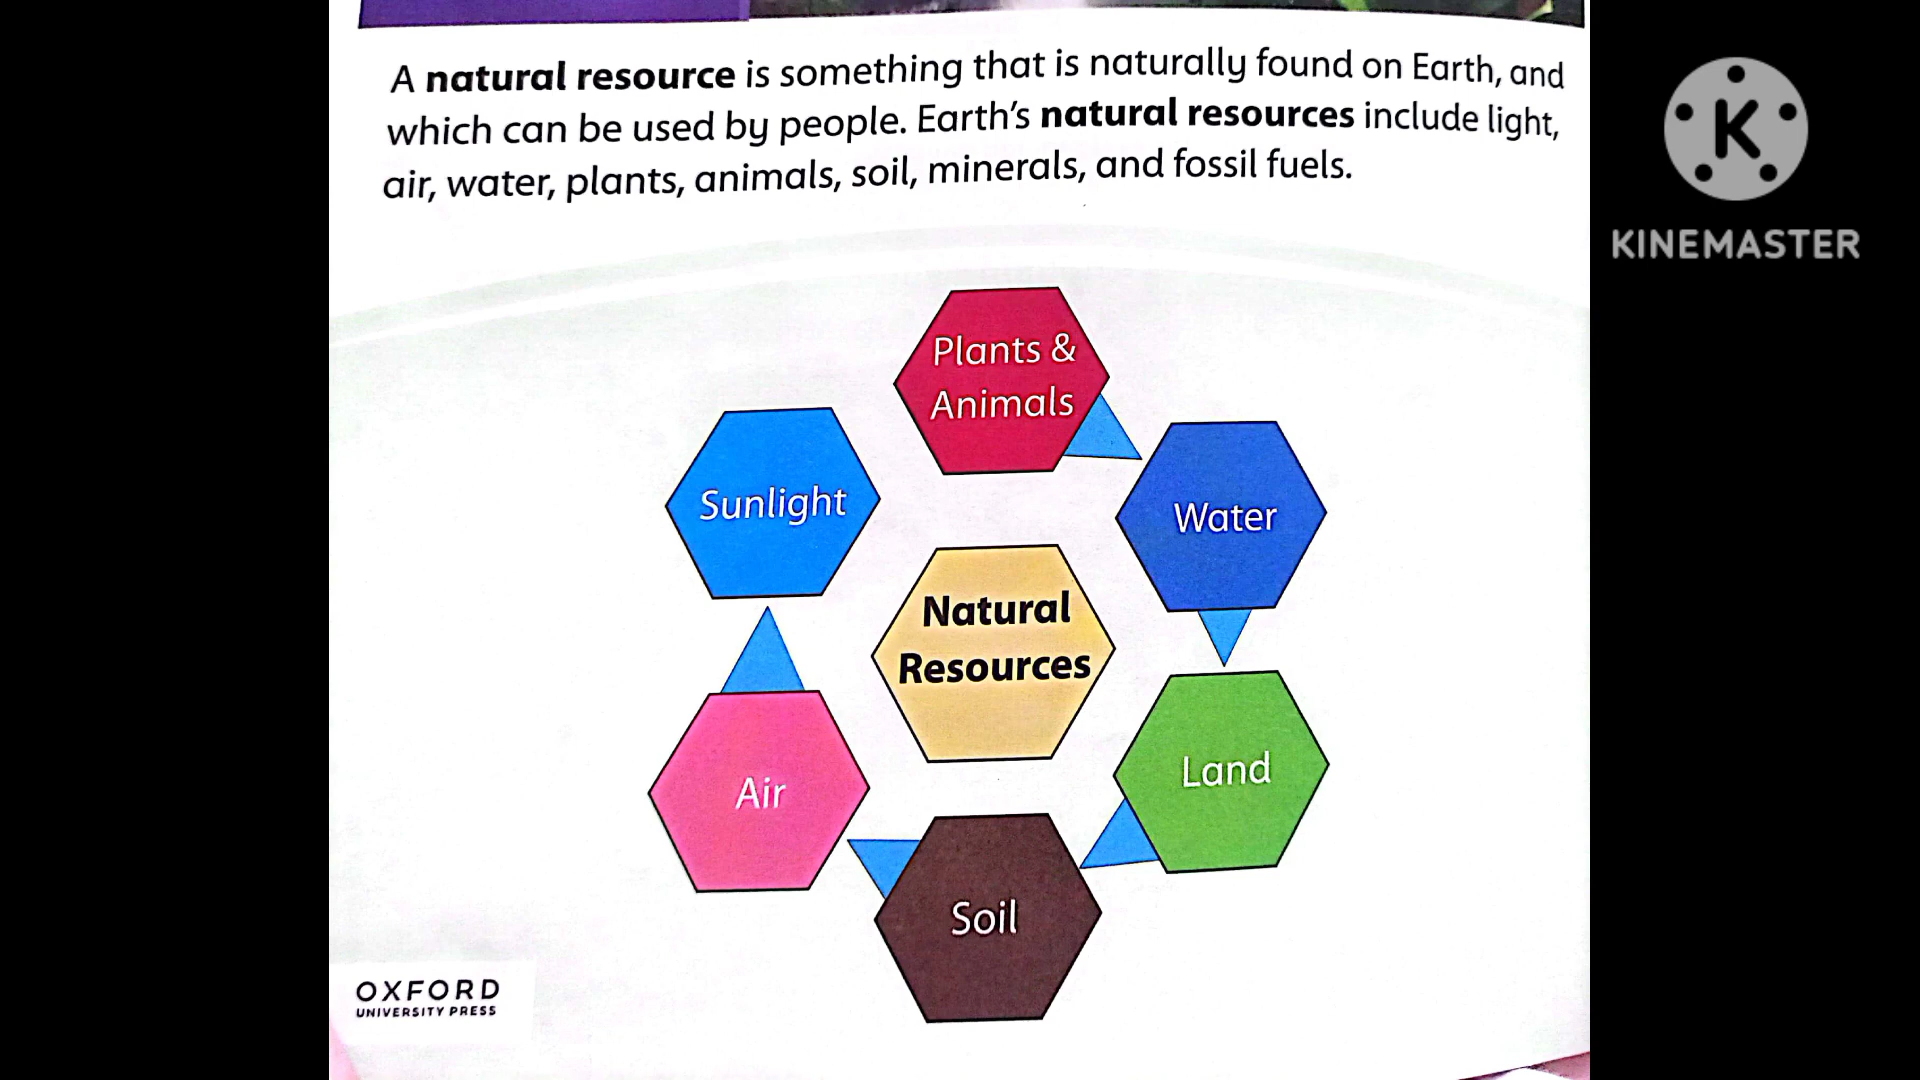 A natural resource is something that is naturally found on Earth, and
which can be used by people. Earth's natural resources include light,
air, water, plants, animals, soil, minerals, and fossil fuels.
Plants &
Animals
Sunlight
Water
Natural
Resources
Air
Land
Soil
OXFORD
UNIVERSITY PRESS
K
KINEMASTER